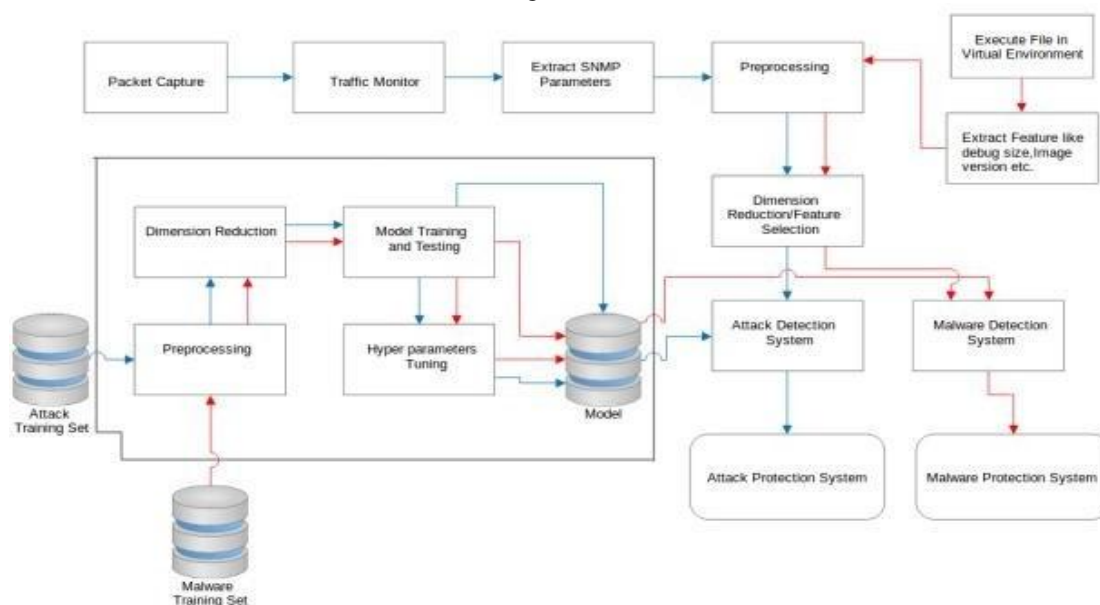 Execute File in
Virtual Environment
Packet Capture
Traffic Monitor
Extract SNMP
Parameters
Preprocessing
Extract Feature like
debug size,Image
version etc.
Dimension Reduction
Model Training
and Testing
Dimension
Reduction/Feature
Selection
Preprocessing
Hyper parameters
Tuning
Attack Detection
System
Malware Detection
System
Attack
Training Set
Model
Attack Protection System
Malware Protection System
Malware
Training Set